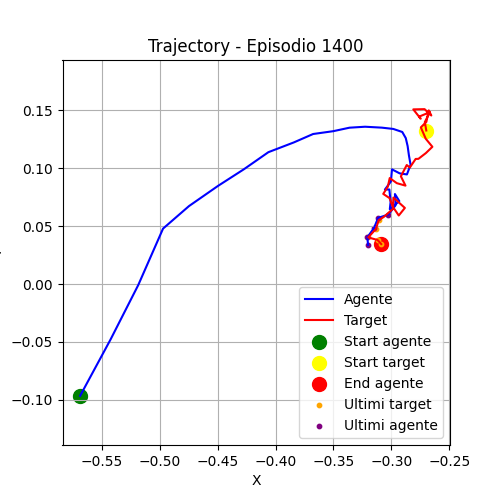 Trajectory - Episodio 1400
0.15
0.10
0.05
0.00
−0.05
−0.10
−0.55
−0.50
−0.45
−0.40
−0.35
−0.30
−0.25
X
Agente
Target
Start agente
Start target
End agente
Ultimi target
Ultimi agente